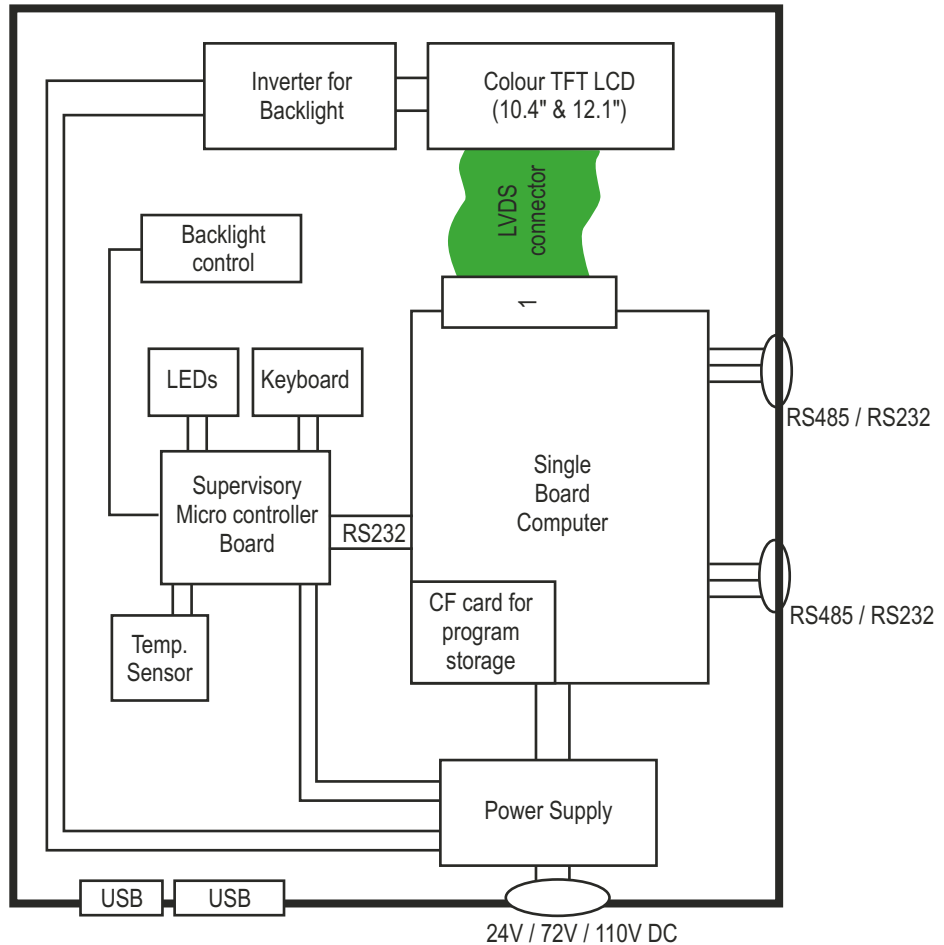 Inverter for
Backlight
Colour TFT LCD
(10.4" & 12.1")
LVDS
connector
Backlight
control
1
LEDs
Keyboard
RS485 / RS232
Supervisory
Micro controller
Board
RS232
Single
Board
Computer
CF card for
program
storage
RS485 / RS232
Temp.
Sensor
Power Supply
USB
USB
24V / 72V / 110V DC